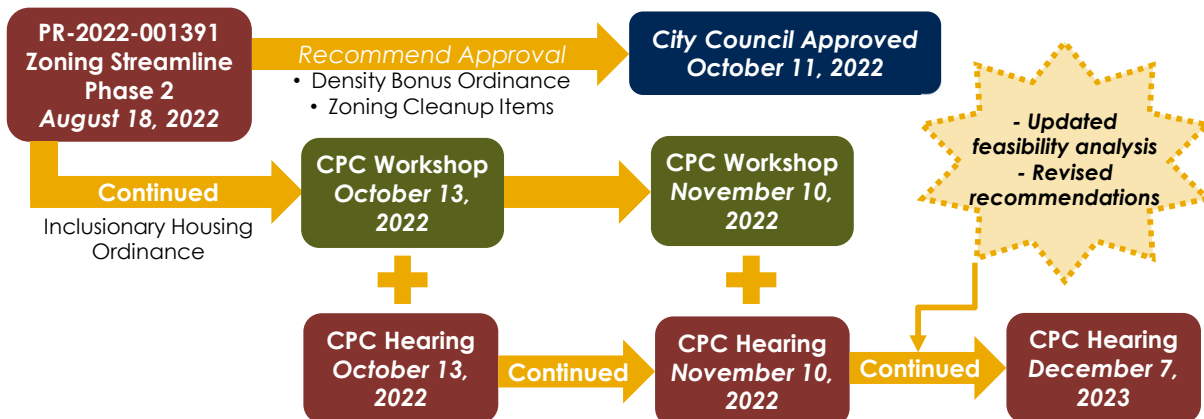 PR-2022-001391
Zoning Streamline
Phase 2
August 18, 2022
Recommend Approval
• Density Bonus Ordinance
• Zoning Cleanup Items
City Council Approved
October 11, 2022
- Updated
feasibility analysis
- Revised
recommendations
Continued
Inclusionary Housing
Ordinance
CPC Workshop
October 13,
2022
CPC Workshop
November 10,
2022
CPC Hearing
October 13,
2022
Continued
CPC Hearing
November 10,
2022
Continued
CPC Hearing
December 7,
2023